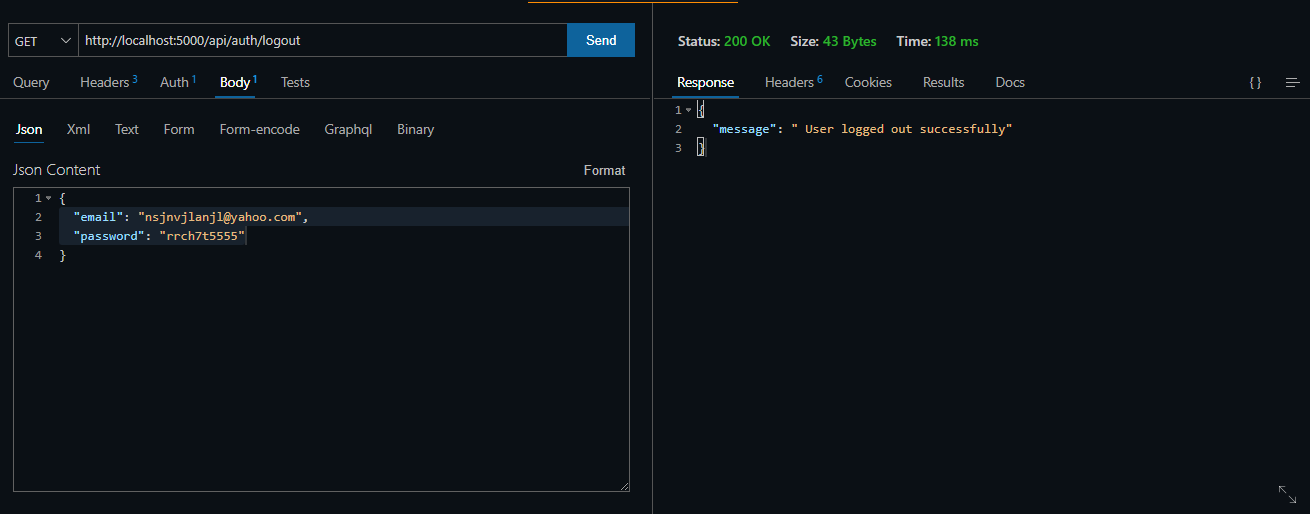 GET http://localhost:5000/api/auth/logout Send
Query Headers 3 Auth 1 Body 1 Tests
Json Xml Text Form Form-encode Graphql Binary
Json Content Format
1 {
2 "email": "nsjnvjlanjl@yahoo.com",
3 "password": "rrch7t5555"
4 }
Status: 200 OK Size: 43 Bytes Time: 138 ms
Response Headers 6 Cookies Results Docs { }
1 {
2 "message": " User logged out successfully"
3 }